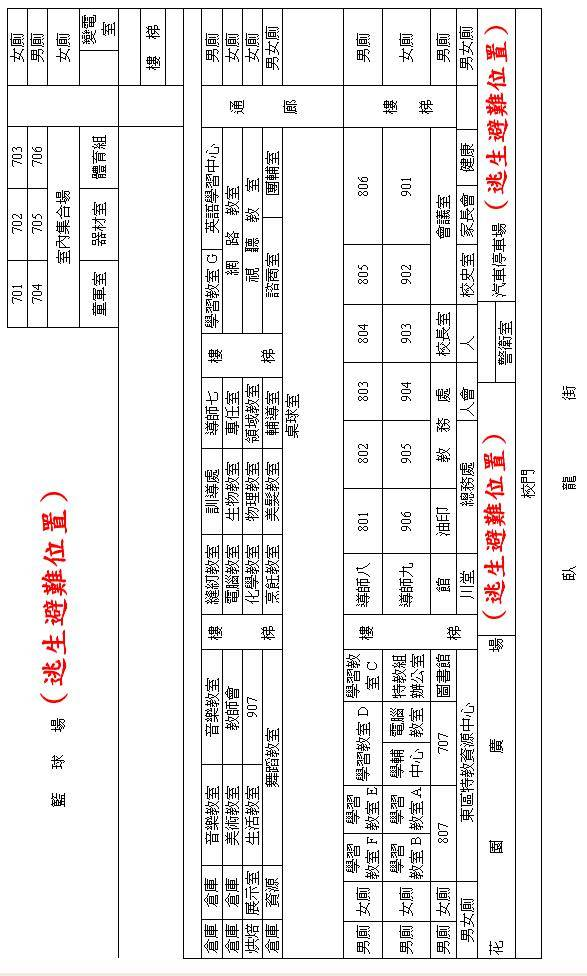 701 702 703 女廁
704 705 706 男廁
室內集合場 女廁
童軍室 器材室 體育組 變電室
籃 球 場 (逃生避難位置)
樓 梯
倉庫 倉庫 音樂教室 音樂教室 樓 縫紉教室 訓導處 導師七 樓 學習教室 G 英語學習中心 通 男廁
倉庫 倉庫 美術教室 教師會 電腦教室 生物教室 專任室 網 路 教室 女廁
烘焙 展示室 生活教室 907 化學教室 物理教室 領域教室 視 聽 教 室 女廁
倉庫 資源 舞蹈教室 梯 烹飪教室 美髮教室 輔導室 梯 諮商室 團輔室 廊 男女廁
桌球室
男廁 女廁 學習教室 F 學習教室 E 學習教室 D 學習教室 C 樓 導師八 801 802 803 804 805 806 樓 男廁
男廁 女廁 學習教室 B 學習教室 A 學輔中心 電腦教室 特教組辦公室 導師九 906 905 904 903 902 901 女廁
男廁 女廁 807 707 圖書館 梯 館 油印 教 務 處 校長室 會議室 梯 男廁
男女廁 東區特教資源中心 川堂 總務處 人會 人 校史室 家長會 健康 男女廁
花 園 廣 場 (逃生避難位置) 警衛室 汽車停車場 (逃生避難位置)
校門
臥 龍 街